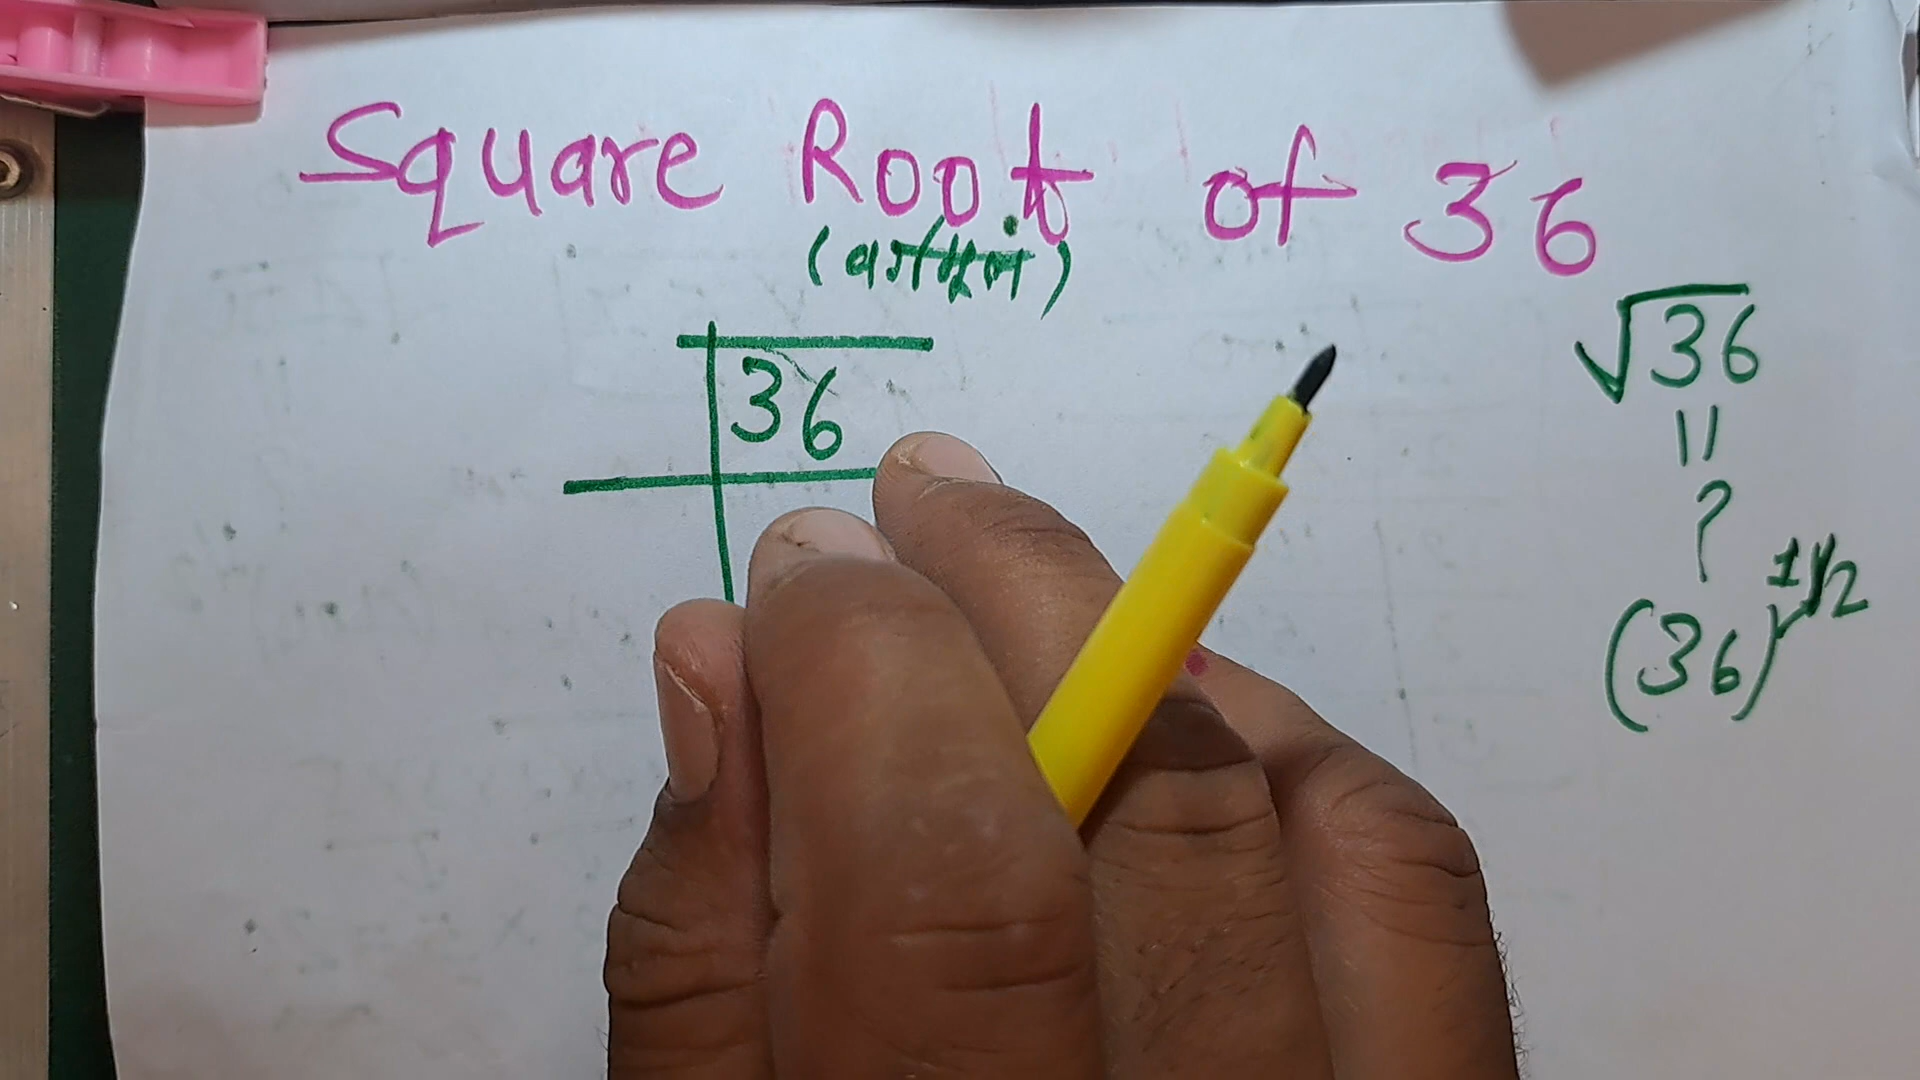 Square Root of 36
(वर्गमूल)
36
√36
=
?
(36)^1/2